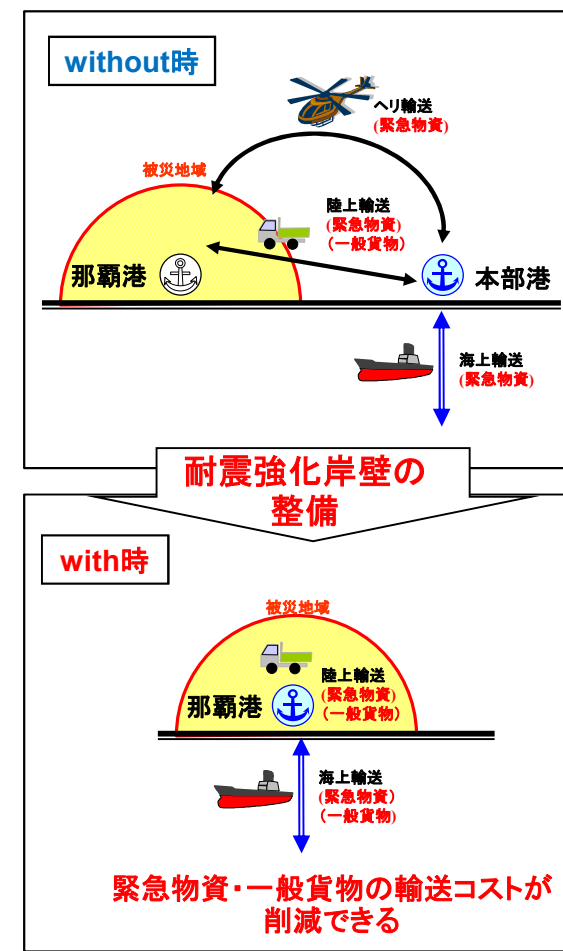 without時
ヘリ輸送
(緊急物資)
被災地域
陸上輸送
(緊急物資)
(一般貨物)
那覇港
本部港
海上輸送
(緊急物資)
耐震強化岸壁の
整備
with時
被災地域
陸上輸送
(緊急物資)
(一般貨物)
那覇港
海上輸送
(緊急物資)
(一般貨物)
緊急物資・一般貨物の輸送コストが
削減できる